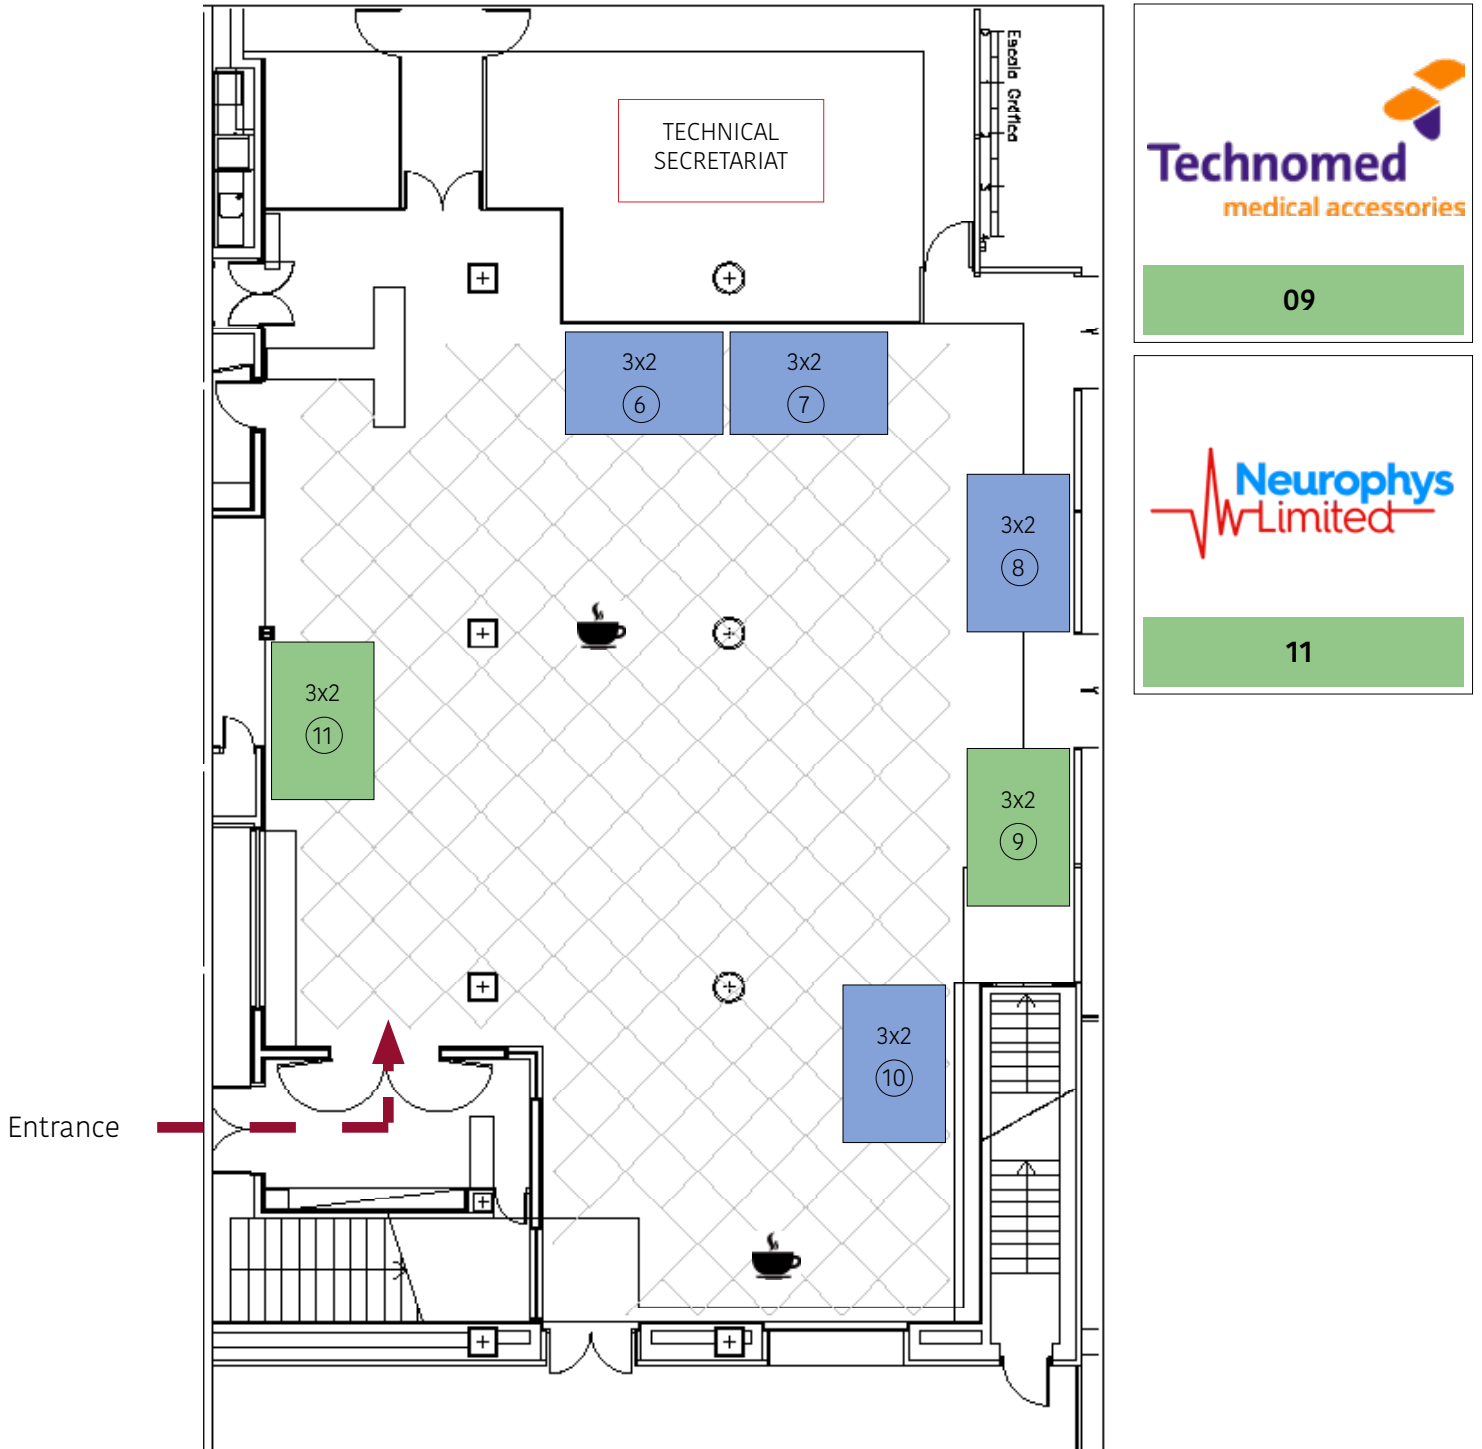 TECHNICAL
SECRETARIAT
Escala Gráfica
Technomed
medical accessories
09
3x2
6
3x2
7
3x2
8
Neurophys
Limited
11
3x2
11
3x2
9
3x2
10
Entrance